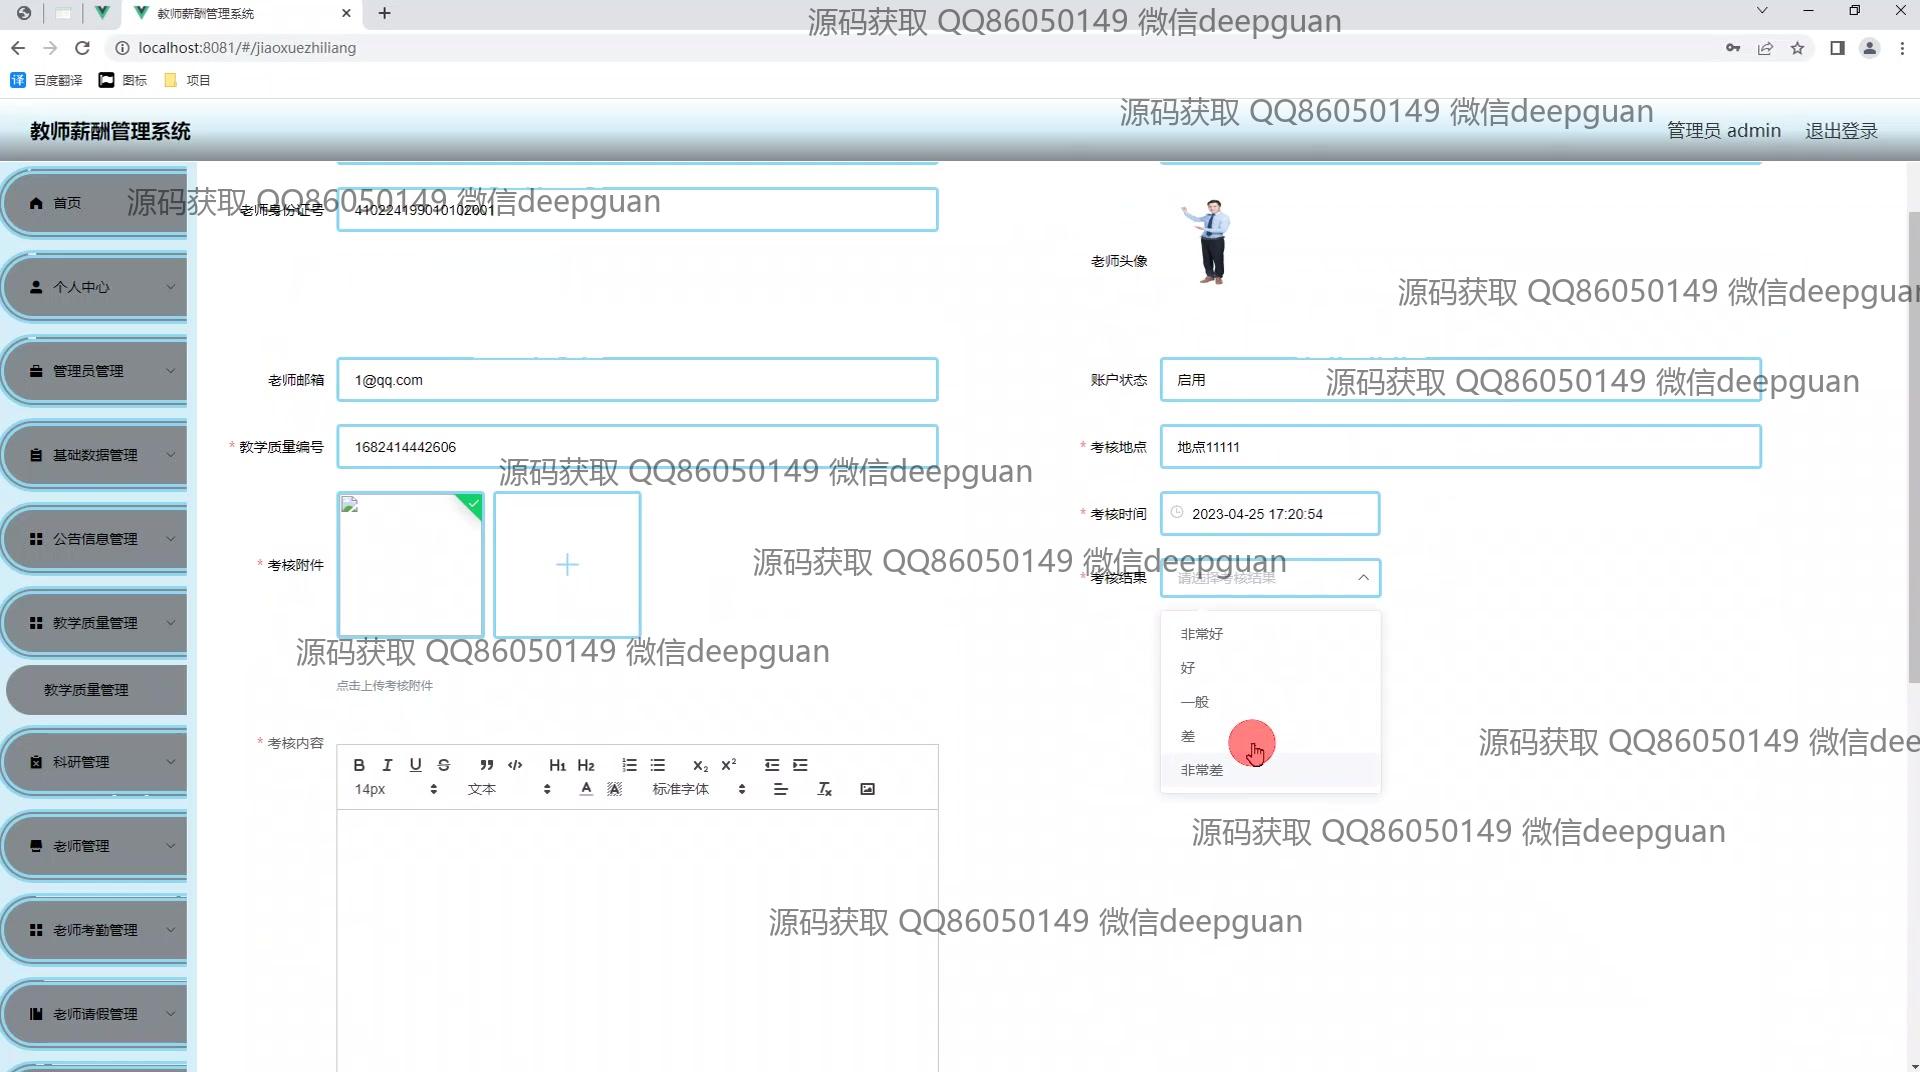 教师薪酬管理系统
源码获取 QQ86050149 微信deepguan
localhost:8081/#/jiaoxuezhiliang
百度翻译
图标
项目
源码获取 QQ86050149 微信deepguan
教师薪酬管理系统
管理员 admin
退出登录
首页
源码获取 QQ86050149 微信deepguan
老师身份证号
410224199010102001
老师头像
个人中心
源码获取 QQ86050149 微信deepguan
管理员管理
老师邮箱
1@qq.com
账户状态
启用
源码获取 QQ86050149 微信deepguan
基础数据管理
* 教学质量编号
1682414442606
* 考核地点
地点11111
源码获取 QQ86050149 微信deepguan
公告信息管理
* 考核时间
2023-04-25 17:20:54
* 考核附件
源码获取 QQ86050149 微信deepguan
* 考核结果
请选择考核结果
教学质量管理
非常好
源码获取 QQ86050149 微信deepguan
好
教学质量管理
点击上传考核附件
一般
差
源码获取 QQ86050149 微信dee
* 考核内容
科研管理
B I U S H1 H2 X2 X2
非常差
14px
文本
标准字体
老师管理
源码获取 QQ86050149 微信deepguan
老师考勤管理
源码获取 QQ86050149 微信deepguan
老师请假管理